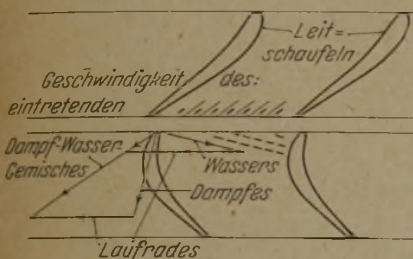 Leit=
schaufeln
Geschwindigkeit des:
eintretenden
Dampf-Wasser-
Gemisches
Wassers
Dampfes
Laufrades